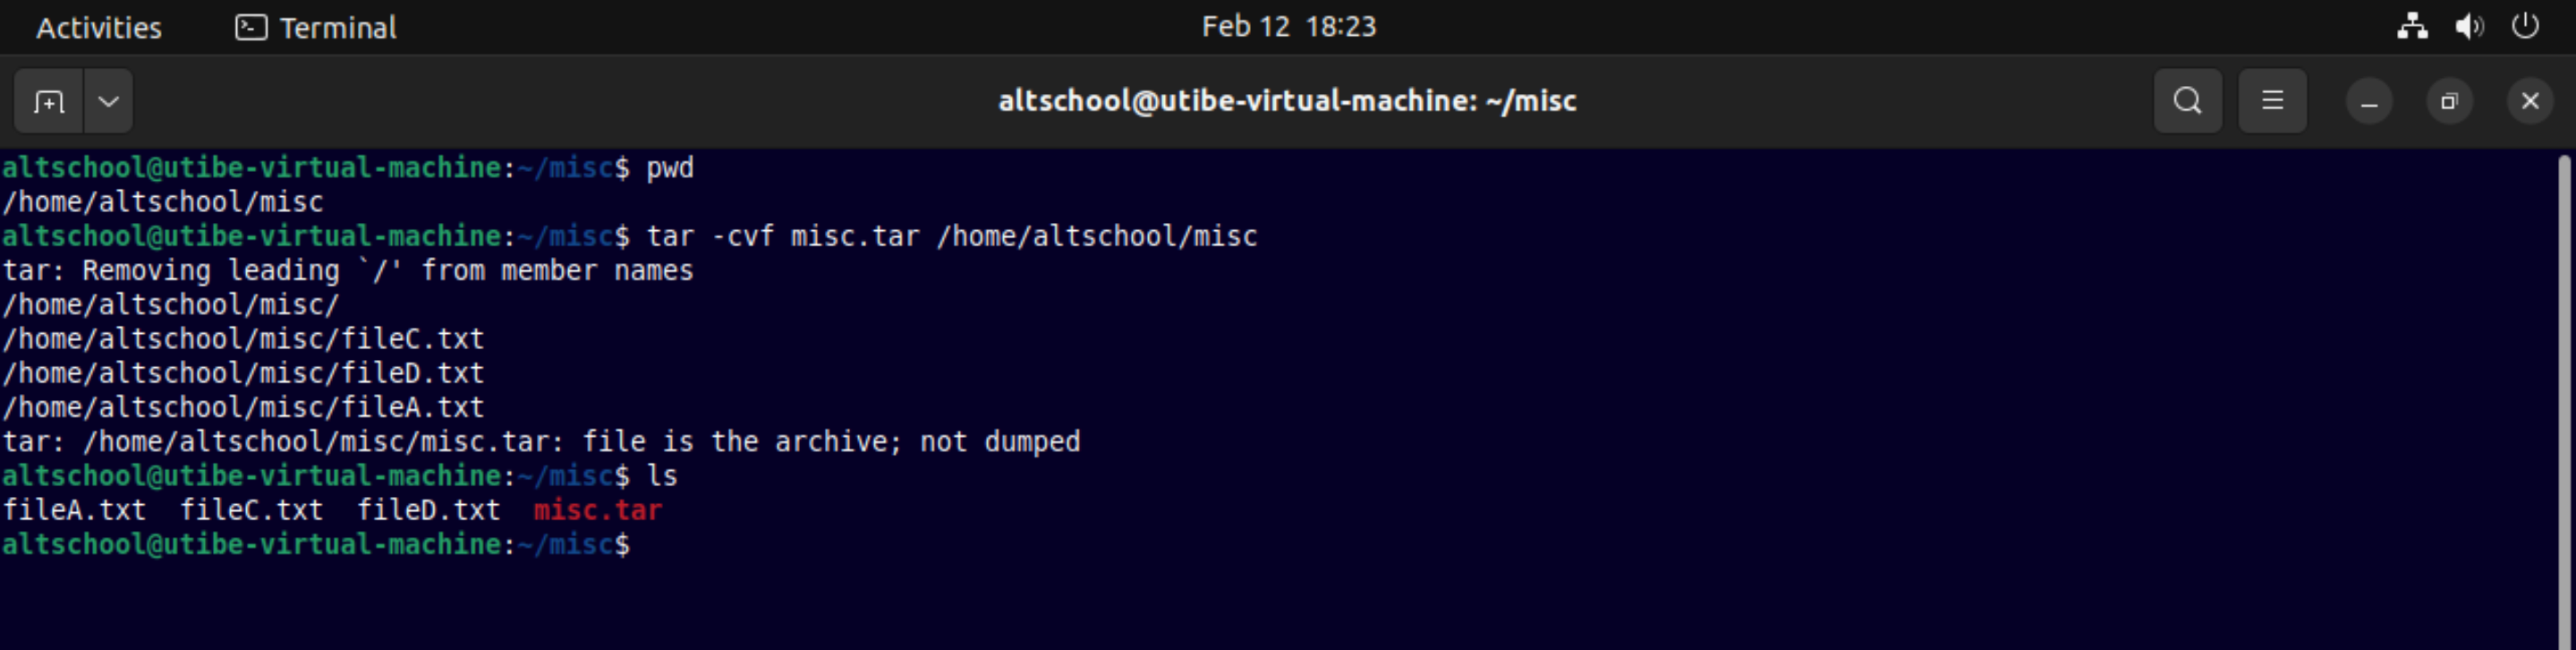 Activities Terminal Feb 12 18:23
altschool@utibe-virtual-machine: ~/misc
altschool@utibe-virtual-machine:~/misc$ pwd
/home/altschool/misc
altschool@utibe-virtual-machine:~/misc$ tar -cvf misc.tar /home/altschool/misc
tar: Removing leading `/' from member names
/home/altschool/misc/
/home/altschool/misc/fileC.txt
/home/altschool/misc/fileD.txt
/home/altschool/misc/fileA.txt
tar: /home/altschool/misc/misc.tar: file is the archive; not dumped
altschool@utibe-virtual-machine:~/misc$ ls
fileA.txt  fileC.txt  fileD.txt  misc.tar
altschool@utibe-virtual-machine:~/misc$